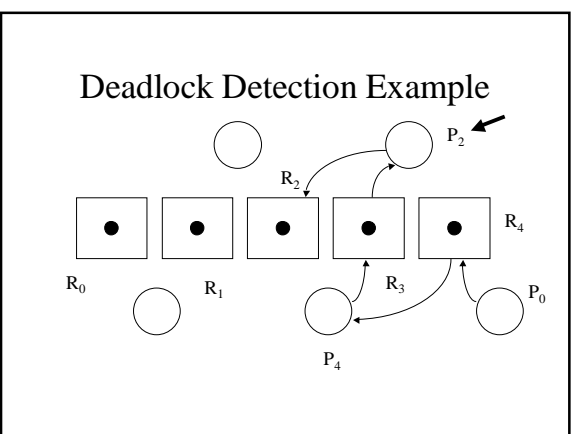 Deadlock Detection Example
P₂
R₂
R₄
R₀
R₁
R₃
P₀
P₄